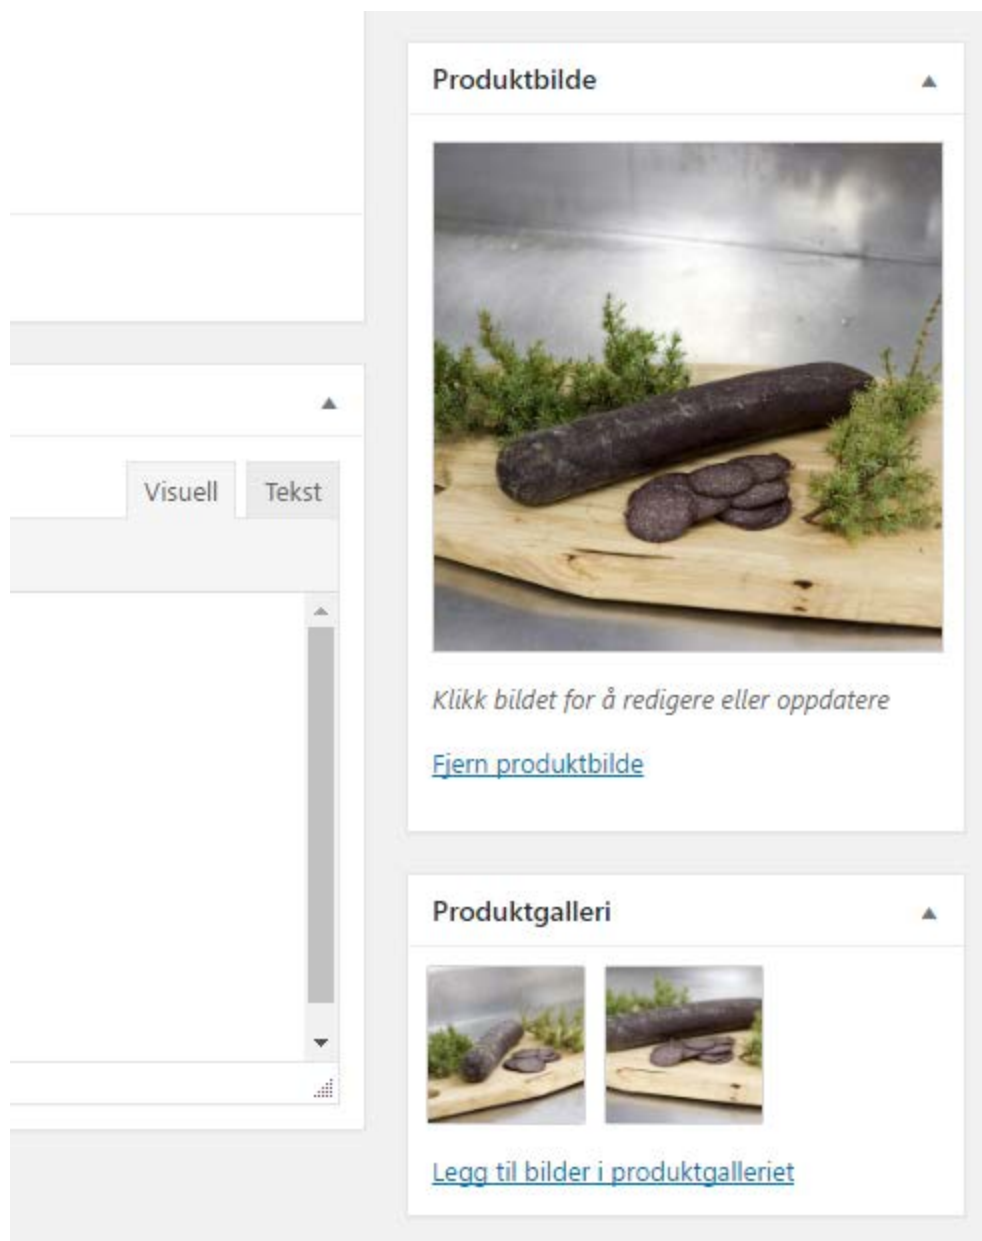 Produktbilde
Visuell Tekst
Klikk bildet for å redigere eller oppdatere
Fjern produktbilde
Produktgalleri
Legg til bilder i produktgalleriet